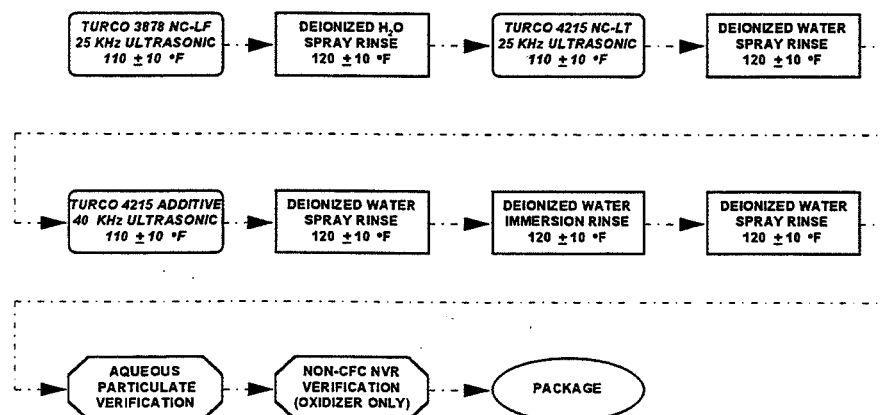 TURCO 3878 NC-LF
25 KHz ULTRASONIC
110 ± 10 °F
DEIONIZED H₂O
SPRAY RINSE
120 ± 10 °F
TURCO 4215 NC-LT
25 KHz ULTRASONIC
110 ± 10 °F
DEIONIZED WATER
SPRAY RINSE
120 ± 10 °F
TURCO 4215 ADDITIVE
40 KHz ULTRASONIC
110 ± 10 °F
DEIONIZED WATER
SPRAY RINSE
120 ± 10 °F
DEIONIZED WATER
IMMERSION RINSE
120 ± 10 °F
DEIONIZED WATER
SPRAY RINSE
120 ± 10 °F
AQUEOUS
PARTICULATE
VERIFICATION
NON-CFC NVR
VERIFICATION
(OXIDIZER ONLY)
PACKAGE